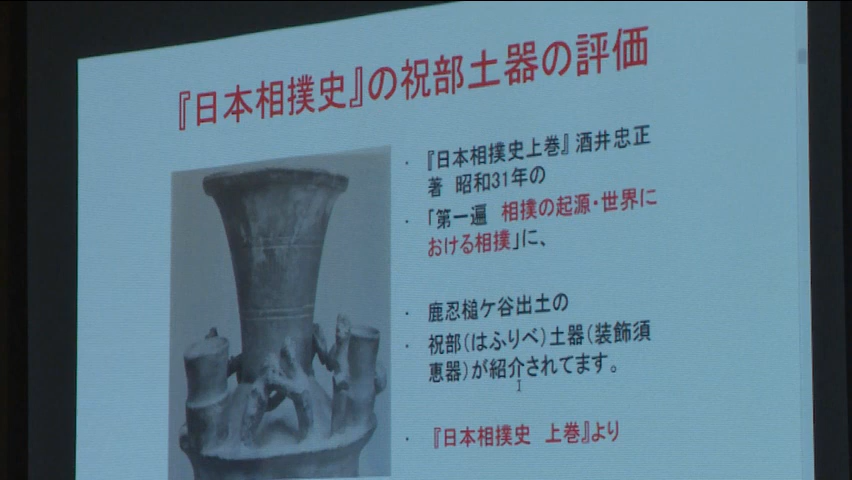 『日本相撲史』の祝部土器の評価
・ 『日本相撲史上巻』 酒井忠正
著 昭和31年の
・ 「第一遍 相撲の起源・世界に
おける相撲」に、
・ 鹿忍槌ケ谷出土の
・ 祝部(はふりべ)土器(装飾須
恵器)が紹介されてます。
・ 『日本相撲史 上巻』より